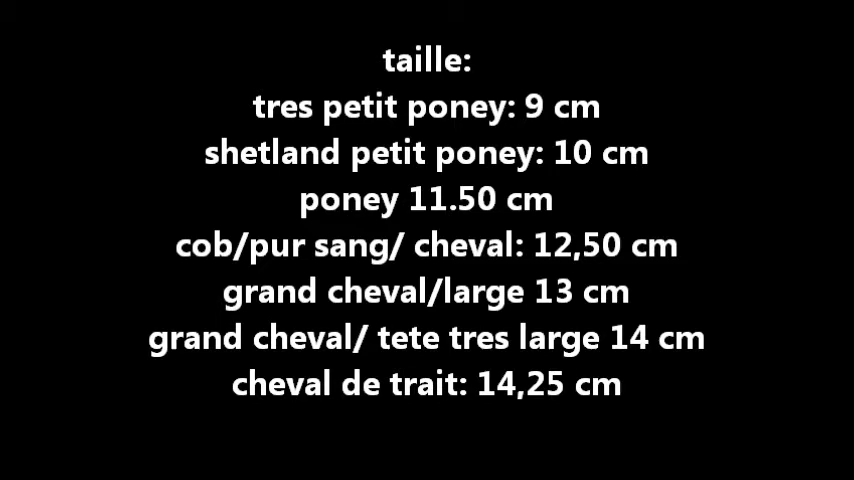 taille:
tres petit poney: 9 cm
shetland petit poney: 10 cm
poney 11.50 cm
cob/pur sang/ cheval: 12,50 cm
grand cheval/large 13 cm
grand cheval/ tete tres large 14 cm
cheval de trait: 14,25 cm